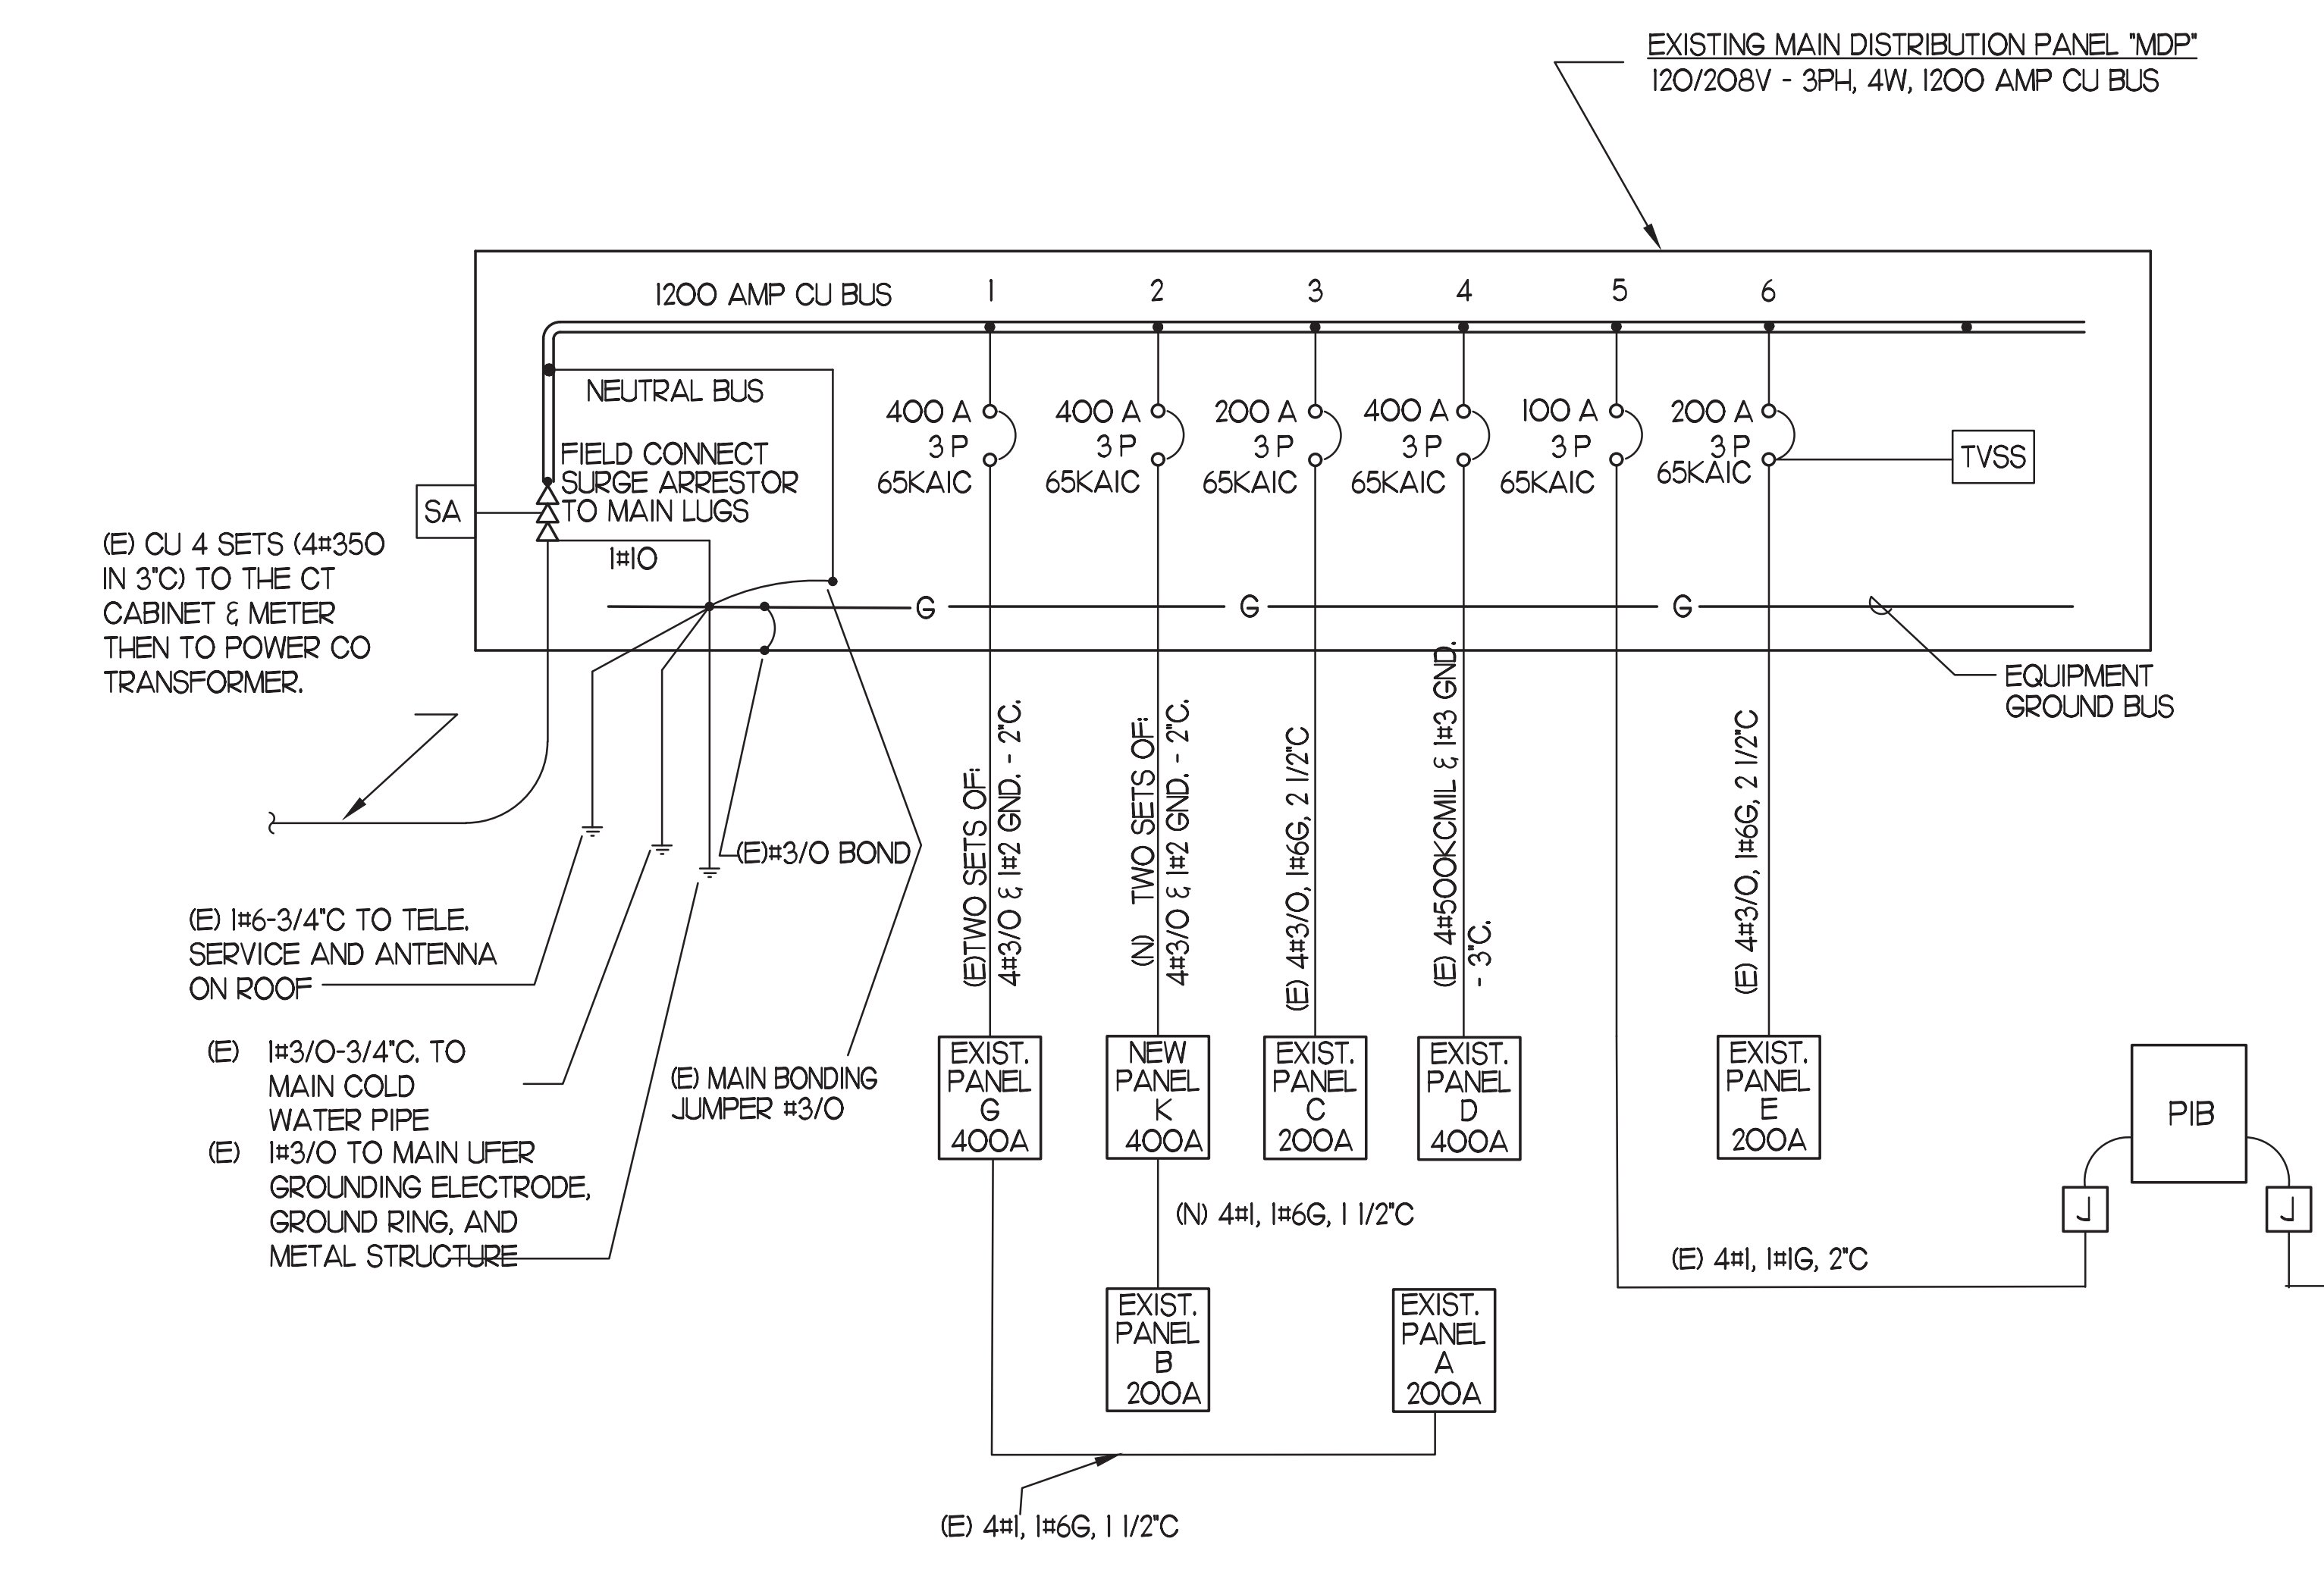 EXISTING MAIN DISTRIBUTION PANEL "MDP"
120/208V - 3PH, 4W, 1200 AMP CU BUS
1200 AMP CU BUS
1
2
3
4
5
6
NEUTRAL BUS
FIELD CONNECT
SURGE ARRESTOR
TO MAIN LUGS
SA
1#10
400 A
3 P
65KAIC
400 A
3 P
65KAIC
200 A
3 P
65KAIC
400 A
3 P
65KAIC
100 A
3 P
65KAIC
200 A
3 P
65KAIC
TVSS
(E) CU 4 SETS (4#350
IN 3"C) TO THE CT
CABINET & METER
THEN TO POWER CO
TRANSFORMER.
G
G
G
EQUIPMENT
GROUND BUS
(E)TWO SETS OF:
4#3/0 & 1#2 GND. - 2"C.
(N) TWO SETS OF:
4#3/0 & 1#2 GND. - 2"C.
(E) 4#3/0, 1#6G, 2 1/2"C
(E) 4#500KCMIL & 1#3 GND.
- 3"C.
(E) 4#3/0, 1#6G, 2 1/2"C
(E)#3/0 BOND
(E) 1#6-3/4"C TO TELE.
SERVICE AND ANTENNA
ON ROOF
(E) 1#3/0-3/4"C. TO
MAIN COLD
WATER PIPE
(E) 1#3/0 TO MAIN UFER
GROUNDING ELECTRODE,
GROUND RING, AND
METAL STRUCTURE
(E) MAIN BONDING
JUMPER #3/0
EXIST.
PANEL
G
400A
NEW
PANEL
K
400A
EXIST.
PANEL
C
200A
EXIST.
PANEL
D
400A
EXIST.
PANEL
E
200A
PIB
J
J
(N) 4#1, 1#6G, 1 1/2"C
(E) 4#1, 1#1G, 2"C
EXIST.
PANEL
B
200A
EXIST.
PANEL
A
200A
(E) 4#1, 1#6G, 1 1/2"C